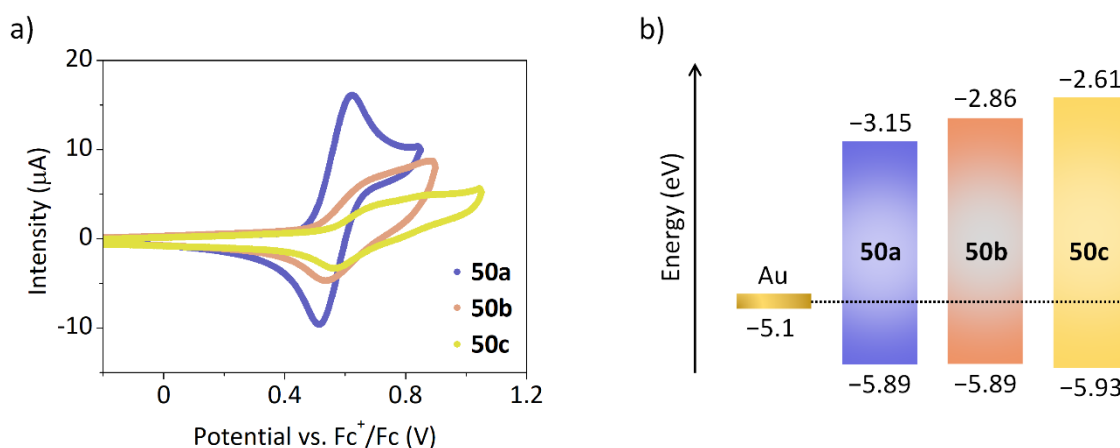 a)
20
10
0
-10
Intensity (μA)
50a
50b
50c
0
0.4
0.8
1.2
Potential vs. Fc⁺/Fc (V)
b)
Energy (eV)
Au
−5.1
−3.15
50a
−5.89
−2.86
50b
−5.89
−2.61
50c
−5.93